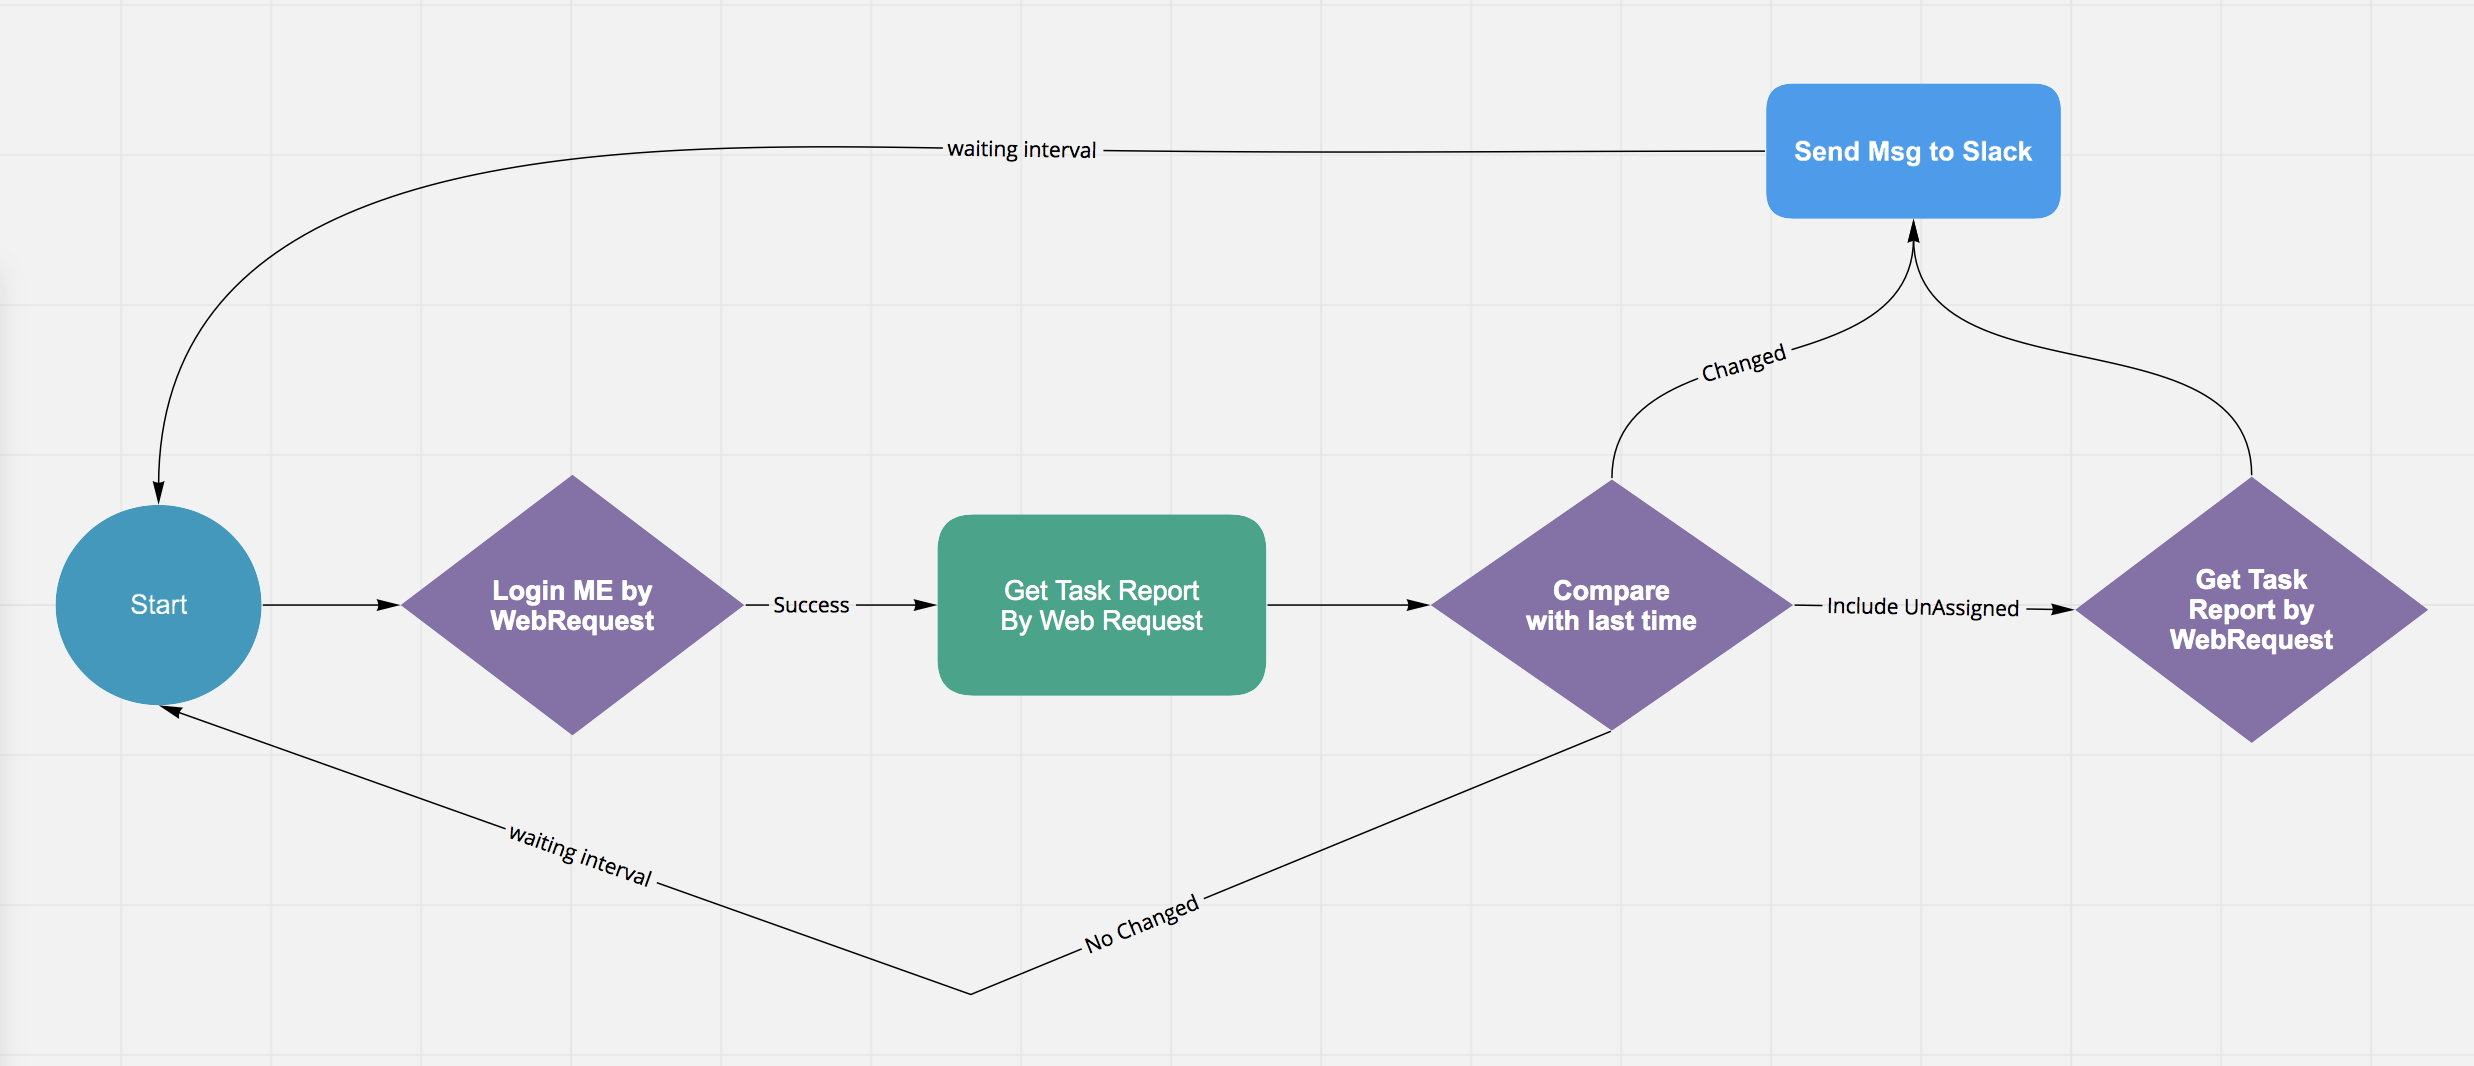 waiting interval
Send Msg to Slack
Changed
Start
Login ME by
WebRequest
Success
Get Task Report
By Web Request
Compare
with last time
Include UnAssigned
Get Task
Report by
WebRequest
waiting interval
No Changed